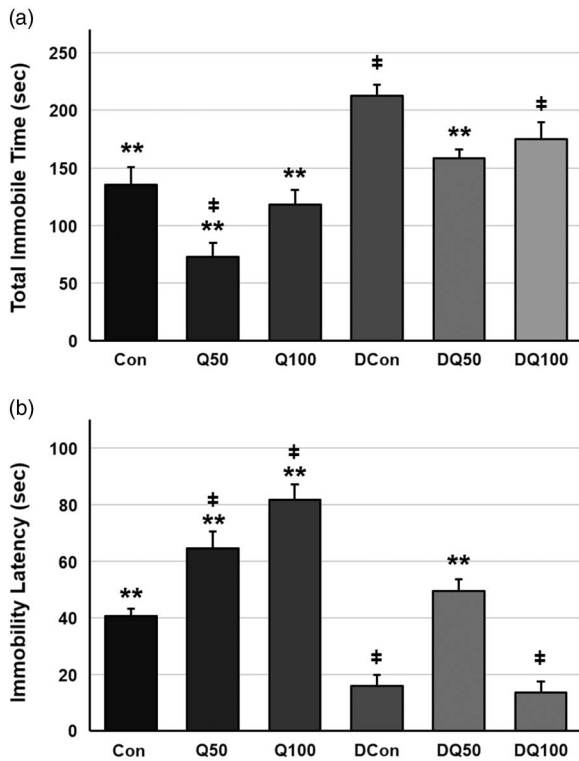 (a)
Total Immobile Time (sec)
250
200
150
100
50
0
**
ǂ
**
**
ǂ
**
ǂ
Con Q50 Q100 DCon DQ50 DQ100
(b)
Immobility Latency (sec)
100
80
60
40
20
0
**
ǂ
**
ǂ
**
ǂ
**
ǂ
Con Q50 Q100 DCon DQ50 DQ100